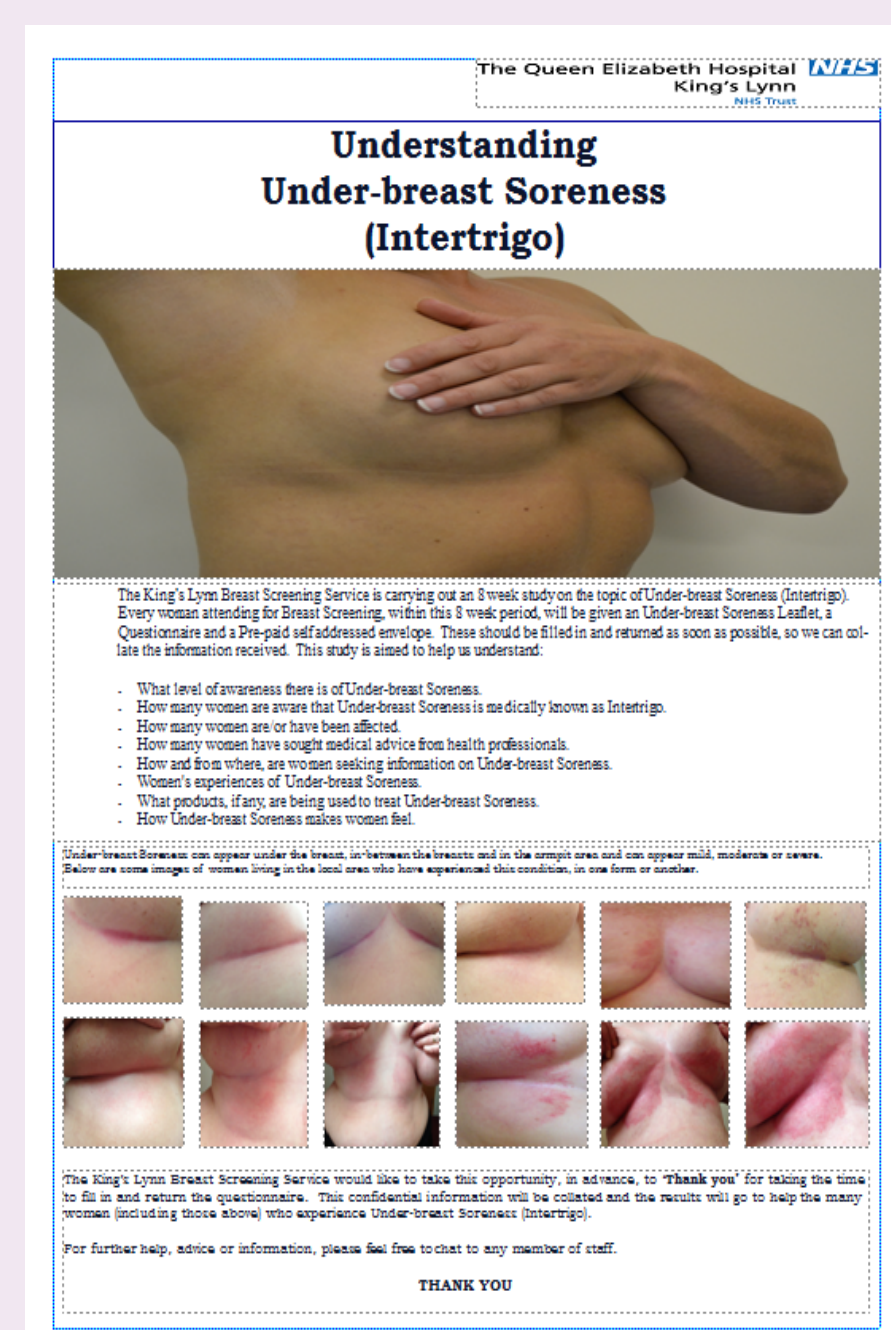 The Queen Elizabeth Hospital NHS
King's Lynn
NHS Trust
Understanding
Under-breast Soreness
(Intertrigo)
The King's Lynn Breast Screening Service is carrying out an 8 week study on the topic of Under-breast Soreness (Intertrigo).
Every woman attending for Breast Screening, within this 8 week period, will be given an Under-breast Soreness Leaflet, a
Questionnaire and a Pre-paid self addressed envelope. These should be filled in and returned as soon as possible, so we can col-
late the information received. This study is aimed to help us understand:
- What level of awareness there is of Under-breast Soreness.
- How many women are aware that Under-breast Soreness is medically known as Intertrigo.
- How many women are/or have been affected.
- How many women have sought medical advice from health professionals.
- How and from where, are women seeking information on Under-breast Soreness.
- Women's experiences of Under-breast Soreness.
- What products, if any, are being used to treat Under-breast Soreness.
- How Under-breast Soreness makes women feel.
Under-breast Soreness can appear under the breast, in-between the breasts and in the armpit area and can appear mild, moderate or severe.
Below are some images of women living in the local area who have experienced this condition, in one form or another.
The King's Lynn Breast Screening Service would like to take this opportunity, in advance, to 'Thank you' for taking the time
to fill in and return the questionnaire. This confidential information will be collated and the results will go to help the many
women (including those above) who experience Under-breast Soreness (Intertrigo).
For further help, advice or information, please feel free to chat to any member of staff.
THANK YOU